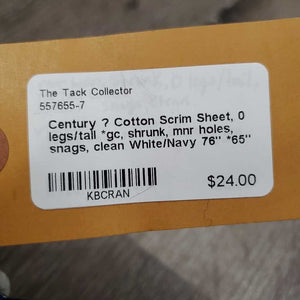 The Tack Collector
557655-7
Century ? Cotton Scrim Sheet, 0
legs/tall *gc, shrunk, mnr holes,
snags, clean White/Navy 76" *65"
$24.00
KBCRAN